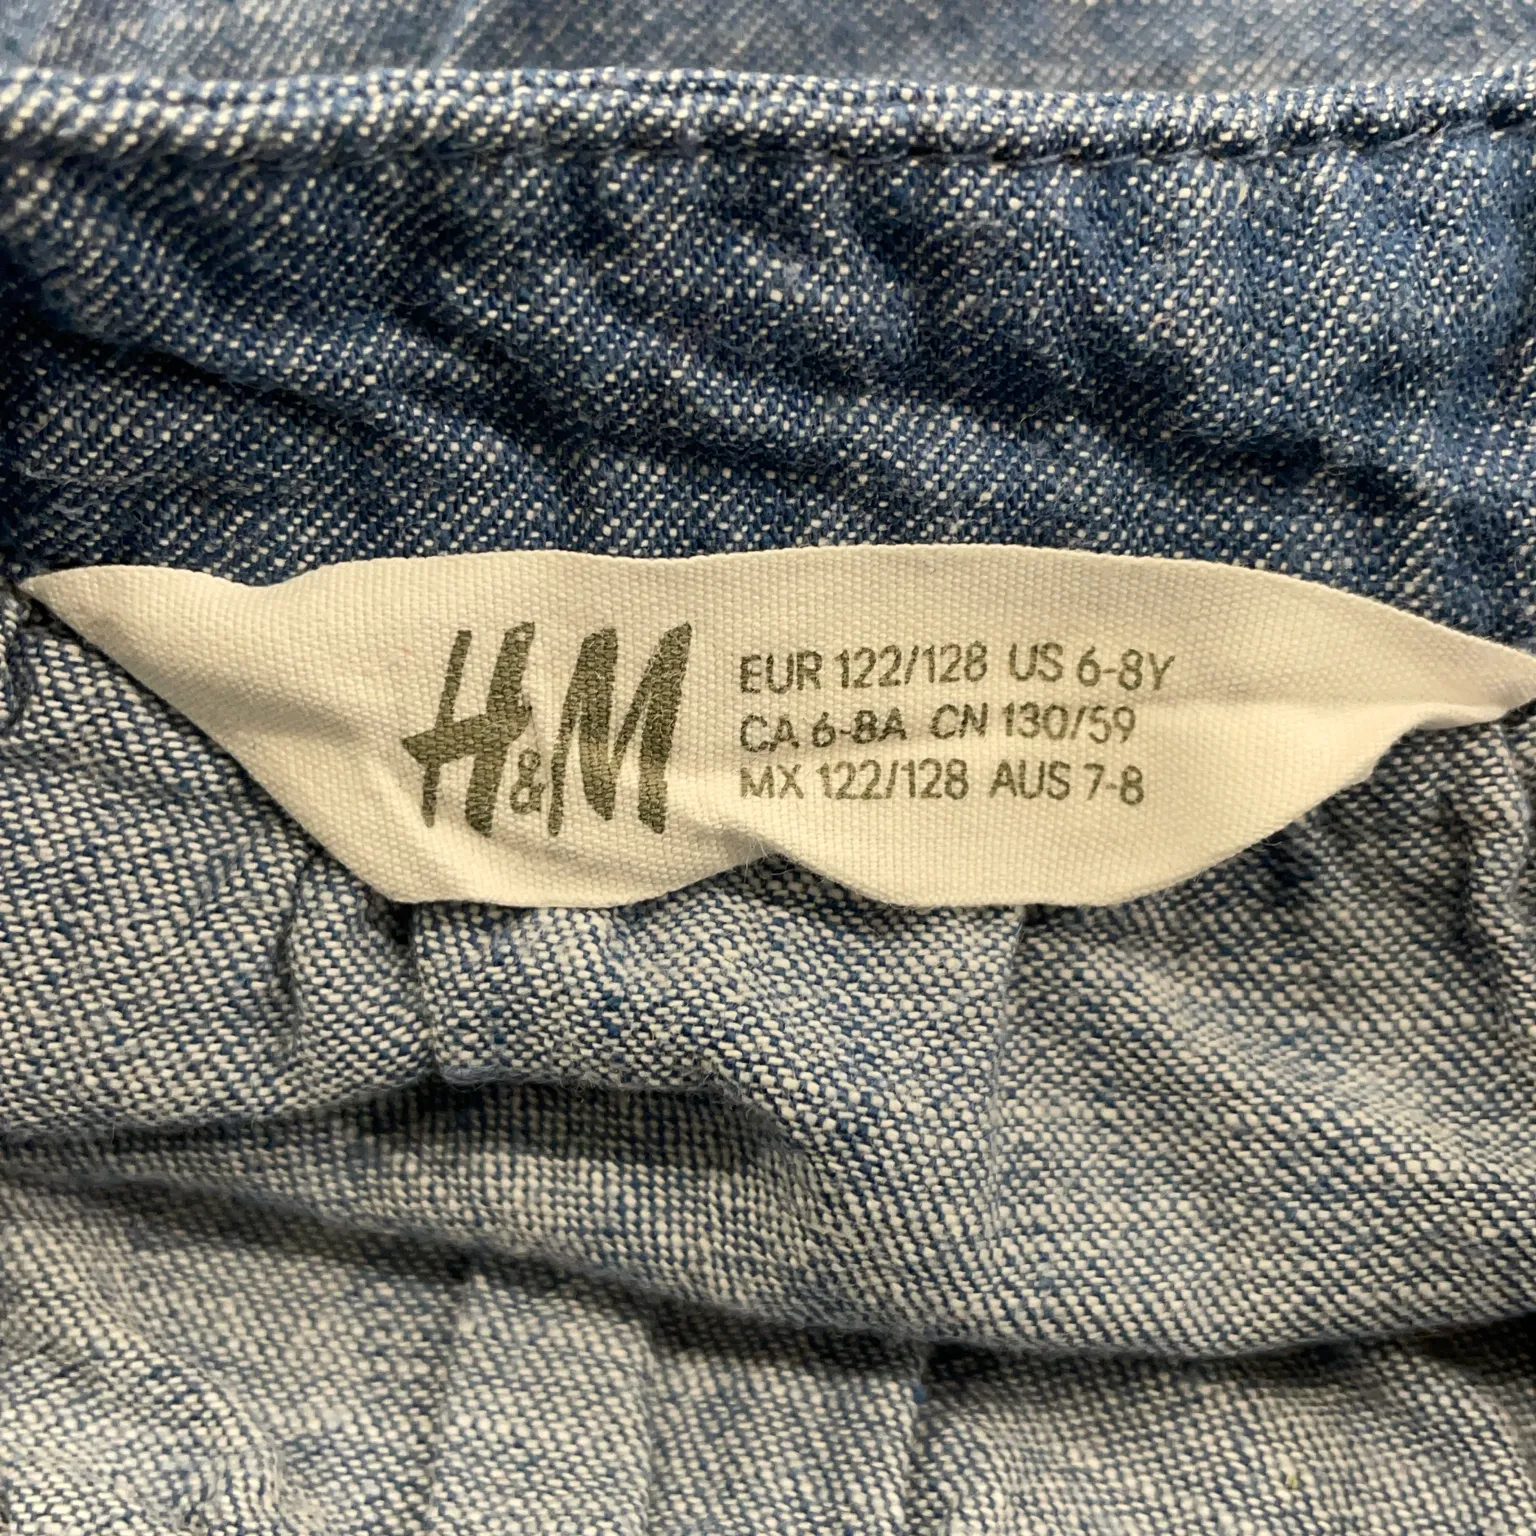 H&M
EUR 122/128 US 6-8Y
CA 6-8A CN 130/59
MX 122/128 AUS 7-8